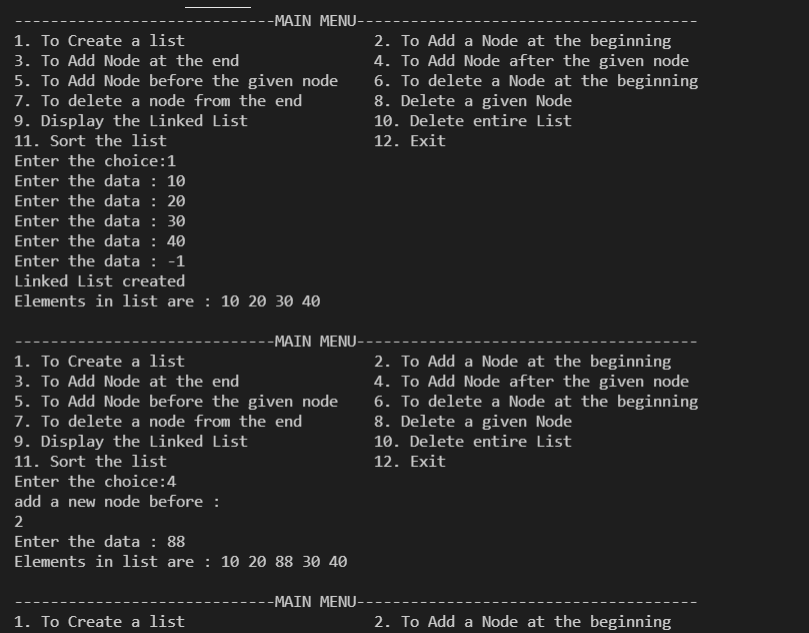 ----------------------------MAIN MENU--------------------------------------
1. To Create a list                     2. To Add a Node at the beginning
3. To Add Node at the end               4. To Add Node after the given node
5. To Add Node before the given node    6. To delete a Node at the beginning
7. To delete a node from the end        8. Delete a given Node
9. Display the Linked List              10. Delete entire List
11. Sort the list                       12. Exit
Enter the choice:1
Enter the data : 10
Enter the data : 20
Enter the data : 30
Enter the data : 40
Enter the data : -1
Linked List created
Elements in list are : 10 20 30 40
----------------------------MAIN MENU--------------------------------------
1. To Create a list                     2. To Add a Node at the beginning
3. To Add Node at the end               4. To Add Node after the given node
5. To Add Node before the given node    6. To delete a Node at the beginning
7. To delete a node from the end        8. Delete a given Node
9. Display the Linked List              10. Delete entire List
11. Sort the list                       12. Exit
Enter the choice:4
add a new node before :
2
Enter the data : 88
Elements in list are : 10 20 88 30 40
----------------------------MAIN MENU--------------------------------------
1. To Create a list                     2. To Add a Node at the beginning